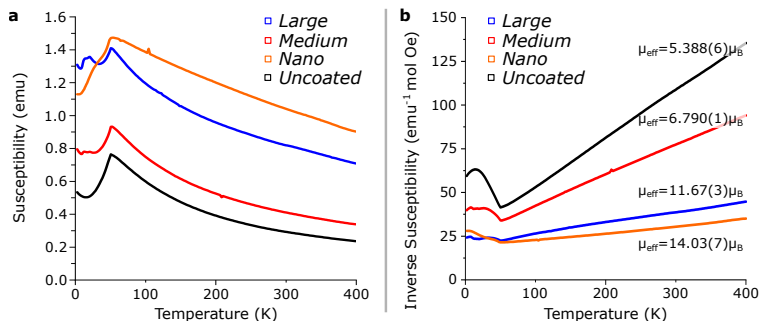 a
Large
Medium
Nano
Uncoated
Susceptibility (emu)
1.6
1.4
1.2
1.0
0.8
0.6
0.4
0.2
0.0
0
100
200
300
400
Temperature (K)
b
Large
Medium
Nano
Uncoated
Inverse Susceptibility (emu⁻¹ mol Oe)
150
125
100
75
50
25
0
0
100
200
300
400
Temperature (K)
μeff=5.388(6)μB
μeff=6.790(1)μB
μeff=11.67(3)μB
μeff=14.03(7)μB